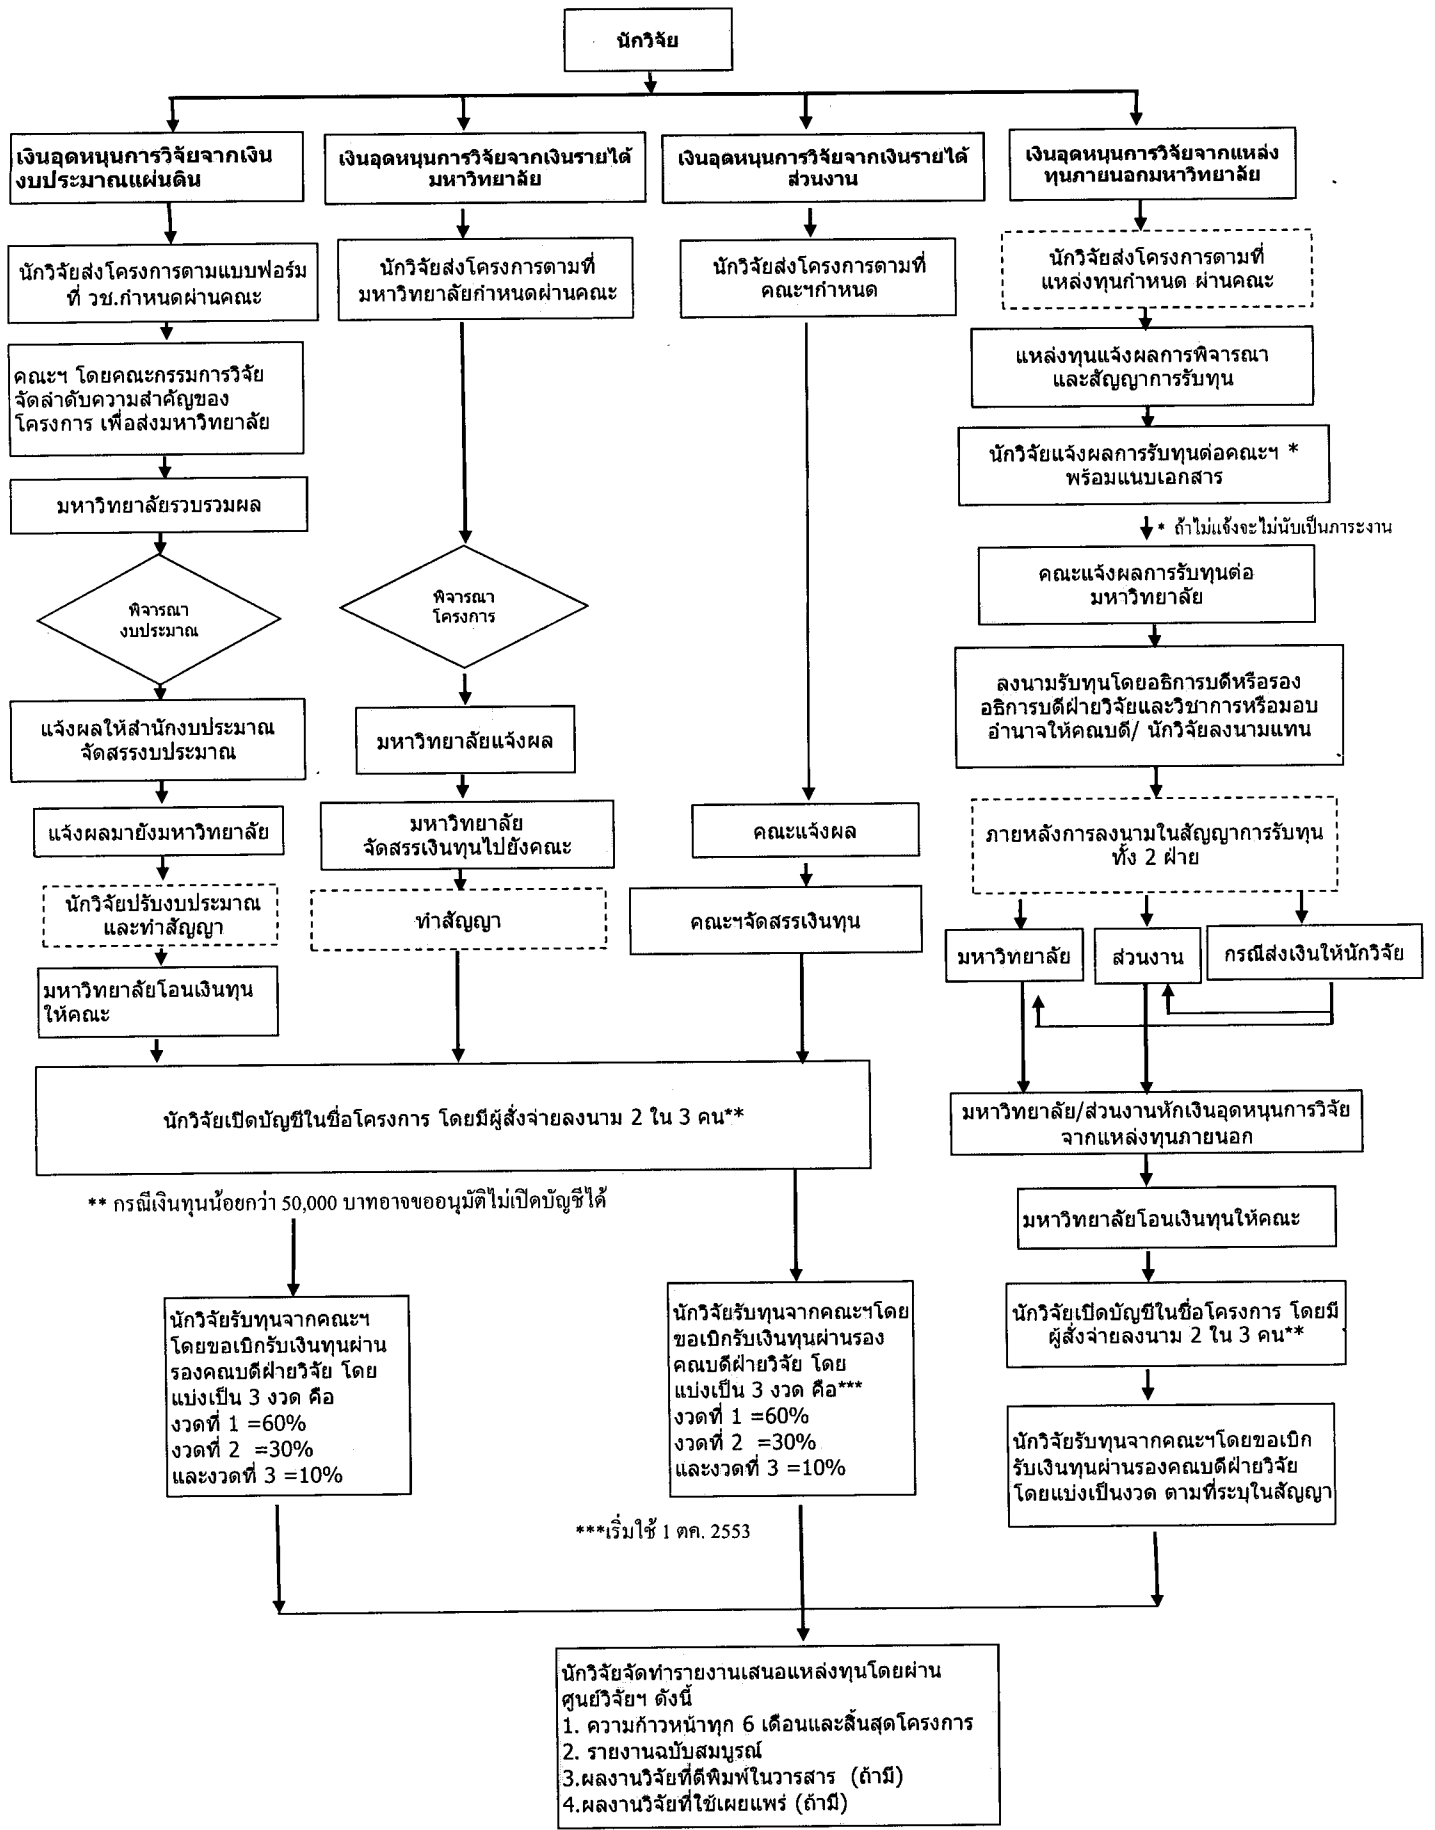 นักวิจัย
เงินอุดหนุนการวิจัยจากเงิน
งบประมาณแผ่นดิน
นักวิจัยส่งโครงการตามแบบฟอร์ม
ที่ วช.กำหนดผ่านคณะ
คณะฯ โดยคณะกรรมการวิจัย
จัดลำดับความสำคัญของ
โครงการ เพื่อส่งมหาวิทยาลัย
มหาวิทยาลัยรวบรวมผล
พิจารณา
งบประมาณ
แจ้งผลให้สำนักงบประมาณ
จัดสรรงบประมาณ
แจ้งผลมายังมหาวิทยาลัย
นักวิจัยปรับงบประมาณ
และทำสัญญา
มหาวิทยาลัยโอนเงินทุน
ให้คณะ
เงินอุดหนุนการวิจัยจากเงินรายได้
มหาวิทยาลัย
นักวิจัยส่งโครงการตามที่
มหาวิทยาลัยกำหนดผ่านคณะ
พิจารณา
โครงการ
มหาวิทยาลัยแจ้งผล
มหาวิทยาลัย
จัดสรรเงินทุนไปยังคณะ
ทำสัญญา
เงินอุดหนุนการวิจัยจากเงินรายได้
ส่วนงาน
นักวิจัยส่งโครงการตามที่
คณะฯกำหนด
คณะแจ้งผล
คณะฯจัดสรรเงินทุน
นักวิจัยเปิดบัญชีในชื่อโครงการ โดยมีผู้สั่งจ่ายลงนาม 2 ใน 3 คน**
** กรณีเงินทุนน้อยกว่า 50,000 บาทอาจขออนุมัติไม่เปิดบัญชีได้
นักวิจัยรับทุนจากคณะฯ
โดยขอเบิกรับเงินทุนผ่าน
รองคณบดีฝ่ายวิจัย โดย
แบ่งเป็น 3 งวด คือ
งวดที่ 1 =60%
งวดที่ 2 =30%
และงวดที่ 3 =10%
นักวิจัยรับทุนจากคณะฯโดย
ขอเบิกรับเงินทุนผ่านรอง
คณบดีฝ่ายวิจัย โดย
แบ่งเป็น 3 งวด คือ***
งวดที่ 1 =60%
งวดที่ 2 =30%
และงวดที่ 3 =10%
***เริ่มใช้ 1 ตค. 2553
เงินอุดหนุนการวิจัยจากแหล่ง
ทุนภายนอกมหาวิทยาลัย
นักวิจัยส่งโครงการตามที่
แหล่งทุนกำหนด ผ่านคณะ
แหล่งทุนแจ้งผลการพิจารณา
และสัญญาการรับทุน
นักวิจัยแจ้งผลการรับทุนต่อคณะฯ *
พร้อมแนบเอกสาร
* ถ้าไม่แจ้งจะไม่นับเป็นภาระงาน
คณะแจ้งผลการรับทุนต่อ
มหาวิทยาลัย
ลงนามรับทุนโดยอธิการบดีหรือรอง
อธิการบดีฝ่ายวิจัยและวิชาการหรือมอบ
อำนาจให้คณบดี/ นักวิจัยลงนามแทน
ภายหลังการลงนามในสัญญาการรับทุน
ทั้ง 2 ฝ่าย
มหาวิทยาลัย
ส่วนงาน
กรณีส่งเงินให้นักวิจัย
มหาวิทยาลัย/ส่วนงานหักเงินอุดหนุนการวิจัย
จากแหล่งทุนภายนอก
มหาวิทยาลัยโอนเงินทุนให้คณะ
นักวิจัยเปิดบัญชีในชื่อโครงการ โดยมี
ผู้สั่งจ่ายลงนาม 2 ใน 3 คน**
นักวิจัยรับทุนจากคณะฯโดยขอเบิก
รับเงินทุนผ่านรองคณบดีฝ่ายวิจัย
โดยแบ่งเป็นงวด ตามที่ระบุในสัญญา
นักวิจัยจัดทำรายงานเสนอแหล่งทุนโดยผ่าน
ศูนย์วิจัยฯ ดังนี้
1. ความก้าวหน้าทุก 6 เดือนและสิ้นสุดโครงการ
2. รายงานฉบับสมบูรณ์
3.ผลงานวิจัยที่ตีพิมพ์ในวารสาร (ถ้ามี)
4.ผลงานวิจัยที่ใช้เผยแพร่ (ถ้ามี)